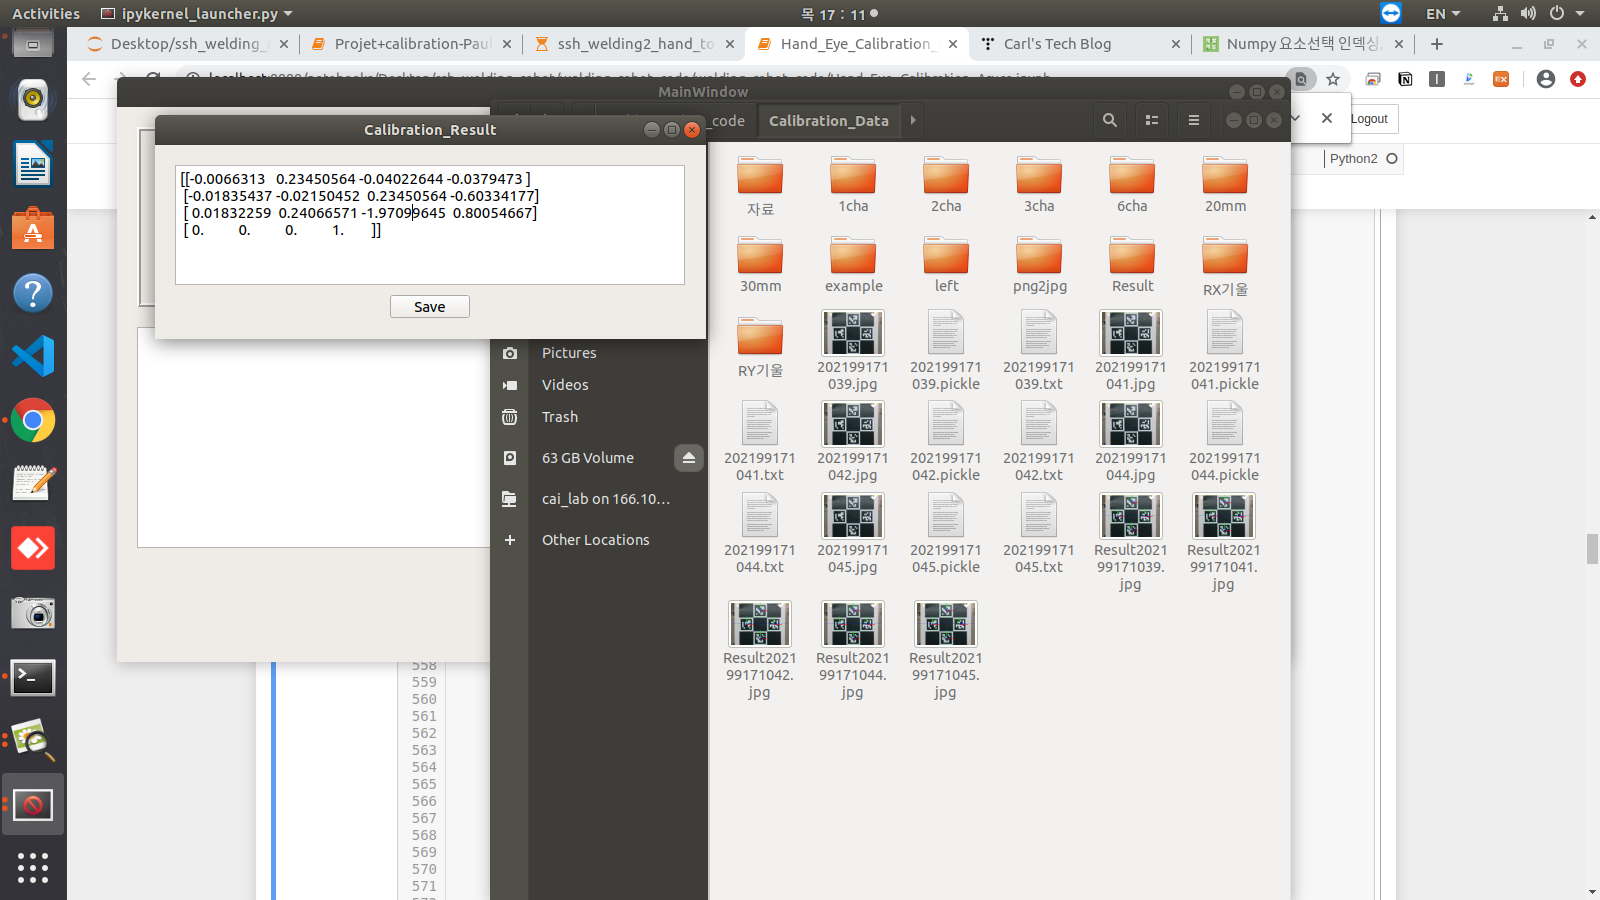 Activities
ipykernel_launcher.py
목 17 : 11
EN
Desktop/ssh_welding_
Projet+calibration-Paul
ssh_welding2_hand_to
Hand_Eye_Calibration_
Carl's Tech Blog
Numpy 요소선택 인덱싱,
MainWindow
_code
Calibration_Data
Logout
Python2
Calibration_Result
[[-0.0066313 0.23450564 -0.04022644 -0.0379473 ]
[-0.01835437 -0.02150452 0.23450564 -0.60334177]
[ 0.01832259 0.24066571 -1.97099645 0.80054667]
[ 0. 0. 0. 1. ]]
Save
Pictures
Videos
Trash
63 GB Volume
cai_lab on 166.10...
Other Locations
자료
1cha
2cha
3cha
6cha
20mm
30mm
example
left
png2jpg
Result
RX기울
RY기울
202199171
039.jpg
202199171
039.pickle
202199171
039.txt
202199171
041.jpg
202199171
041.pickle
202199171
041.txt
202199171
042.jpg
202199171
042.pickle
202199171
042.txt
202199171
044.jpg
202199171
044.pickle
202199171
044.txt
202199171
045.jpg
202199171
045.pickle
202199171
045.txt
Result2021
99171039.
jpg
Result2021
99171041.
jpg
Result2021
99171042.
jpg
Result2021
99171044.
jpg
Result2021
99171045.
jpg
558
559
560
561
562
563
564
565
566
567
568
569
570
571